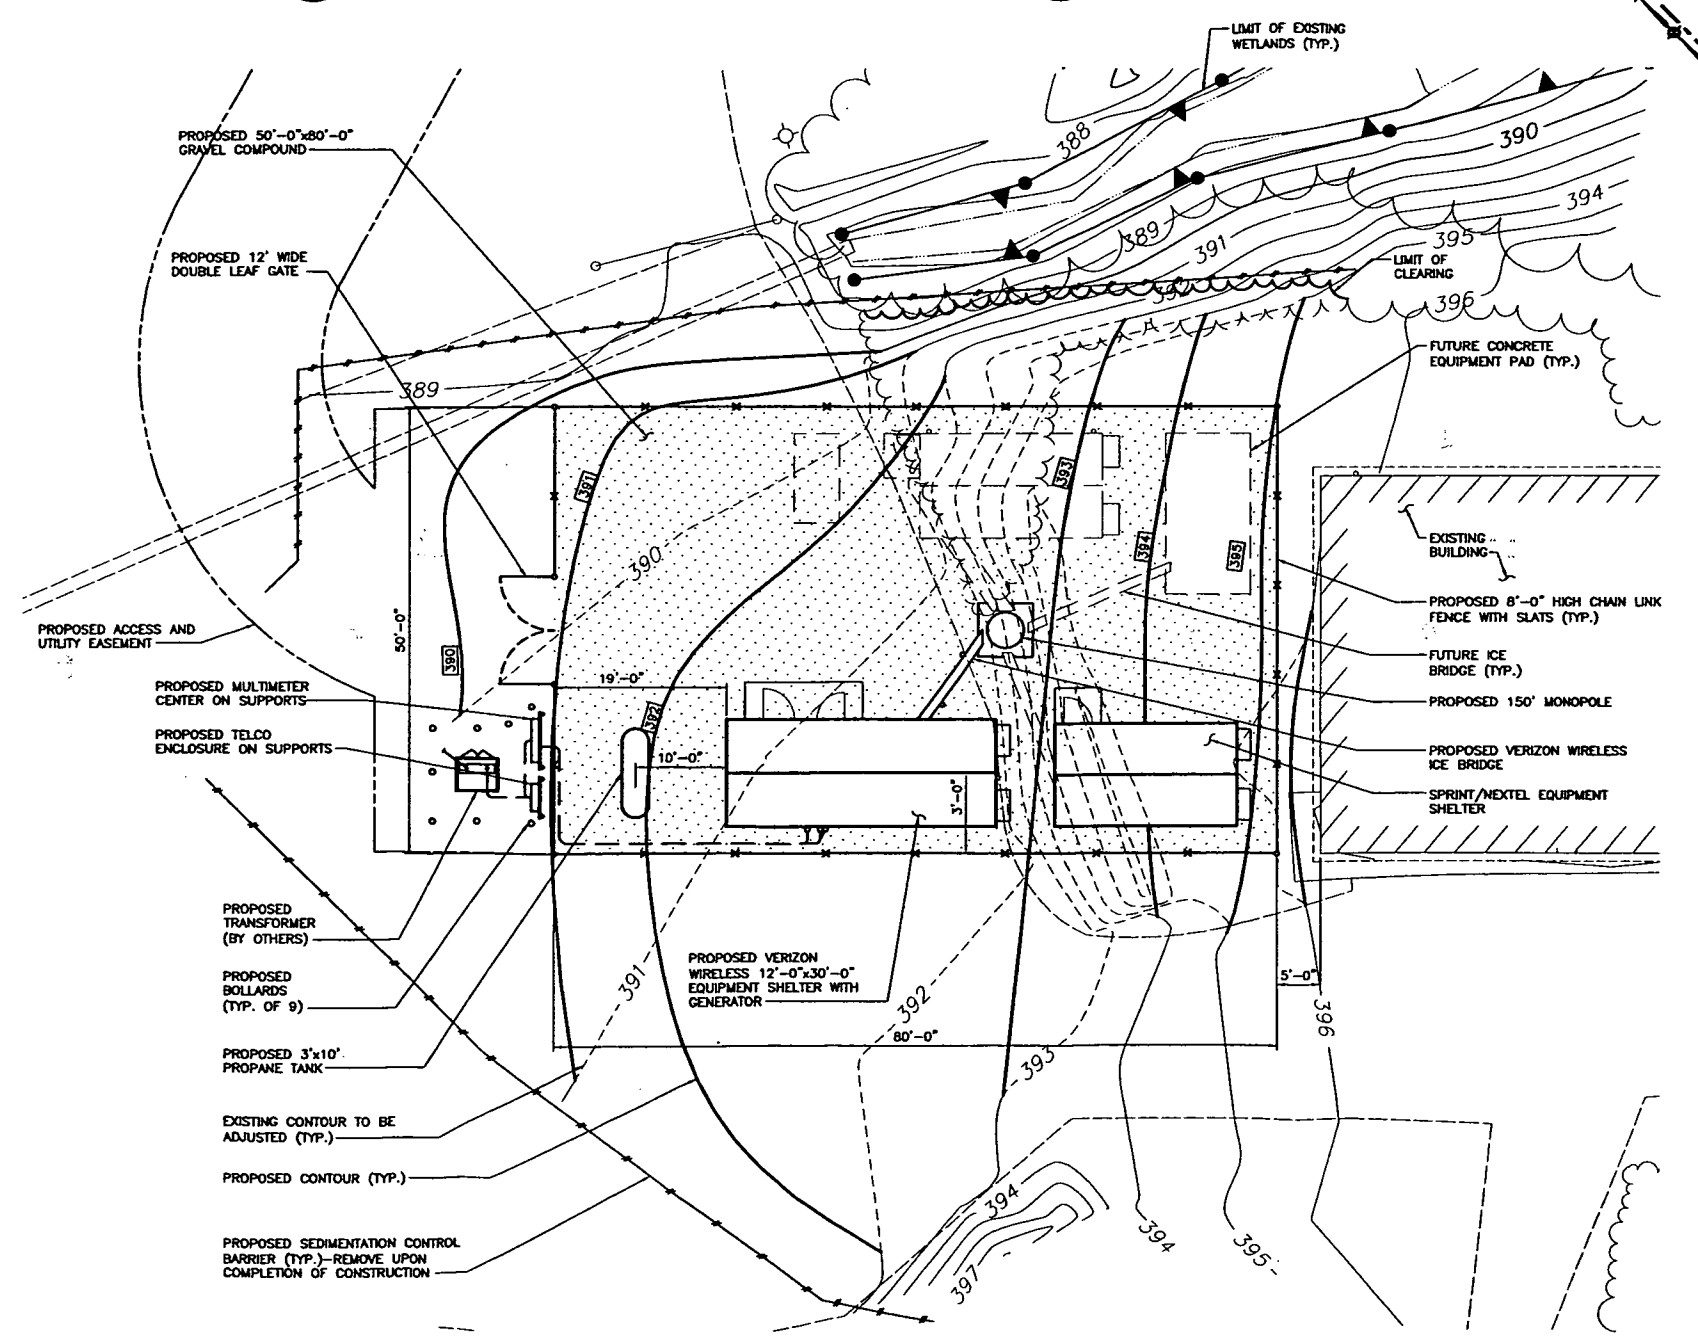 LIMIT OF EXISTING
WETLANDS (TYP.)
PROPOSED 50'-0"x80'-0"
GRAVEL COMPOUND
388
390
394
389
391
395
PROPOSED 12' WIDE
DOUBLE LEAF GATE
LIMIT OF
CLEARING
396
FUTURE CONCRETE
EQUIPMENT PAD (TYP.)
389
391
393
394
395
390
EXISTING
BUILDING
PROPOSED 8'-0" HIGH CHAIN LINK
FENCE WITH SLATS (TYP.)
PROPOSED ACCESS AND
UTILITY EASEMENT
50'-0"
390
FUTURE ICE
BRIDGE (TYP.)
19'-0"
PROPOSED MULTIMETER
CENTER ON SUPPORTS
PROPOSED 150' MONOPOLE
392
PROPOSED TELCO
ENCLOSURE ON SUPPORTS
10'-0"
PROPOSED VERIZON WIRELESS
ICE BRIDGE
3'-0"
SPRINT/NEXTEL EQUIPMENT
SHELTER
PROPOSED
TRANSFORMER
(BY OTHERS)
PROPOSED VERIZON
WIRELESS 12'-0"x30'-0"
EQUIPMENT SHELTER WITH
GENERATOR
PROPOSED
BOLLARDS
(TYP. OF 9)
391
392
5'-0"
396
80'-0"
393
PROPOSED 3'x10'
PROPANE TANK
EXISTING CONTOUR TO BE
ADJUSTED (TYP.)
PROPOSED CONTOUR (TYP.)
394
394
395
397
PROPOSED SEDIMENTATION CONTROL
BARRIER (TYP.)-REMOVE UPON
COMPLETION OF CONSTRUCTION